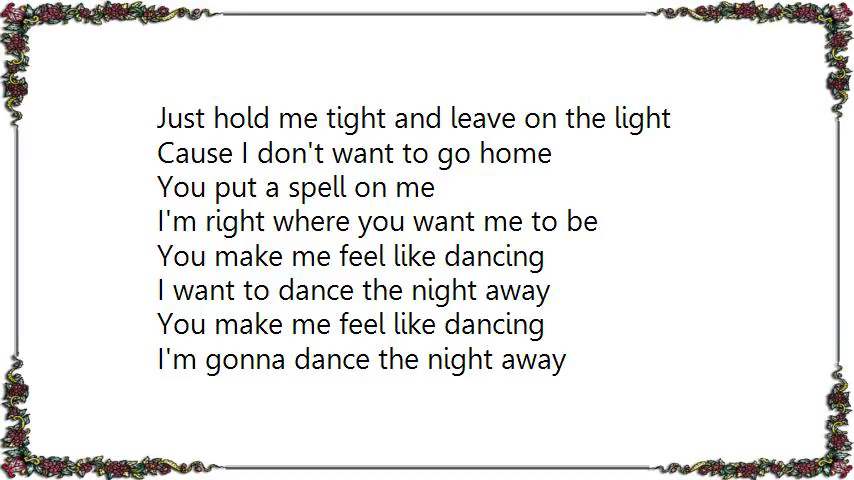 Just hold me tight and leave on the light
Cause I don't want to go home
You put a spell on me
I'm right where you want me to be
You make me feel like dancing
I want to dance the night away
You make me feel like dancing
I'm gonna dance the night away